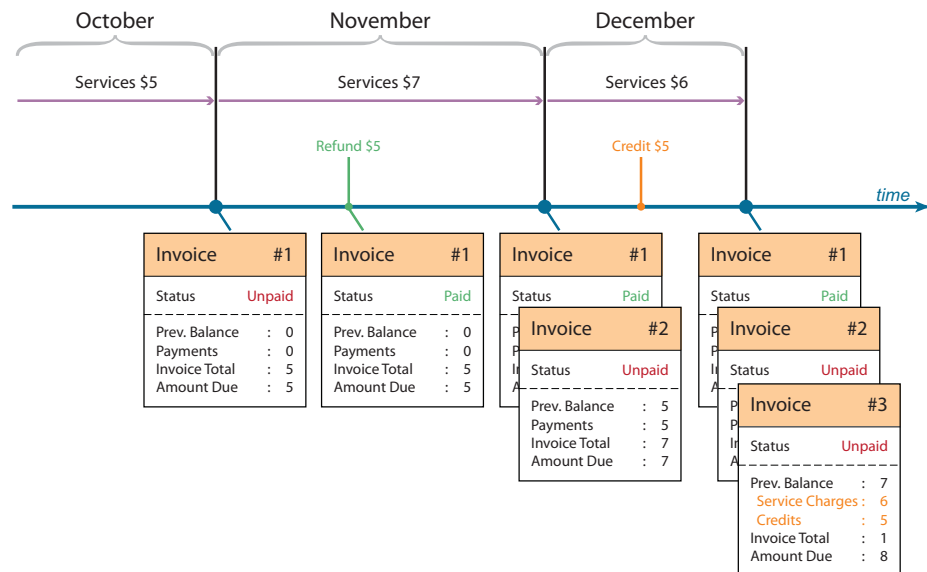 October November December
Services $5 Services $7 Services $6
Refund $5 Credit $5
time
Invoice #1
Status Unpaid
Prev. Balance : 0
Payments : 0
Invoice Total : 5
Amount Due : 5
Invoice #1
Status Paid
Prev. Balance : 0
Payments : 0
Invoice Total : 5
Amount Due : 5
Invoice #1
Status Paid
Invoice #2
Status Unpaid
Prev. Balance : 5
Payments : 5
Invoice Total : 7
Amount Due : 7
Invoice #1
Status Paid
Invoice #2
Status Unpaid
Invoice #3
Status Unpaid
Prev. Balance : 7
Service Charges : 6
Credits : 5
Invoice Total : 1
Amount Due : 8